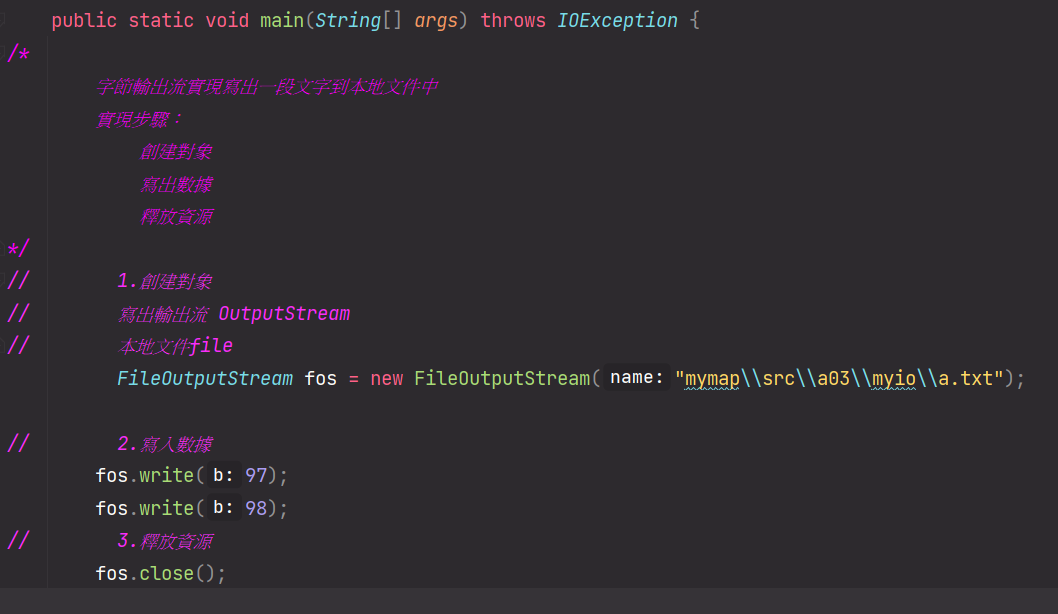 public static void main(String[] args) throws IOException {
/*
字節輸出流實現寫出一段文字到本地文件中
實現步驟：
創建對象
寫出數據
釋放資源
*/
// 1.創建對象
// 寫出輸出流 OutputStream
// 本地文件file
FileOutputStream fos = new FileOutputStream( name: "mymap\\src\\a03\\myio\\a.txt");
// 2.寫入數據
fos.write( b: 97);
fos.write( b: 98);
// 3.釋放資源
fos.close();